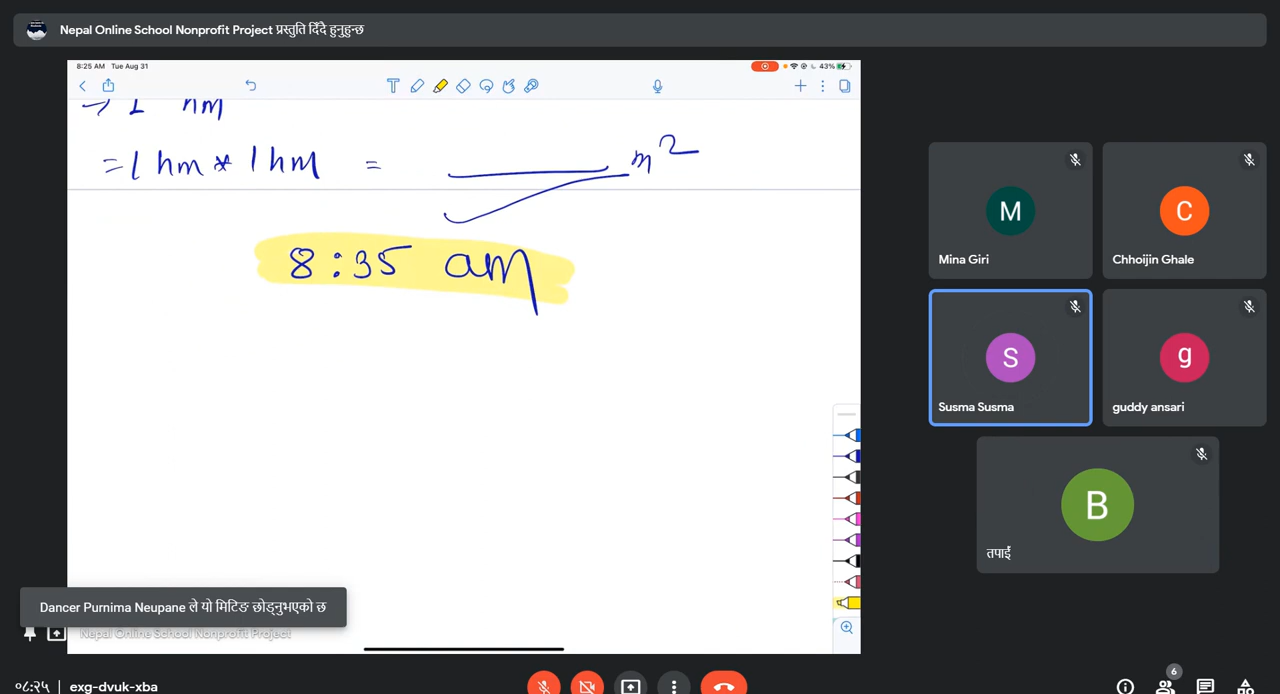 Nepal Online School Nonprofit Project प्रस्तुति दिँदै हुनुहुन्छ
8:25 AM Tue Aug 31
43%
T
→ 1 hm
= 1 hm * 1 hm = m²
8:35 am
M
Mina Giri
C
Chhoijin Ghale
S
Susma Susma
g
guddy ansari
B
तपाईं
Dancer Purnima Neupane ले यो मिटिङ छोड्नुभएको छ
Nepal Online School Nonprofit Project
०८:२५ | exg-dvuk-xba
6